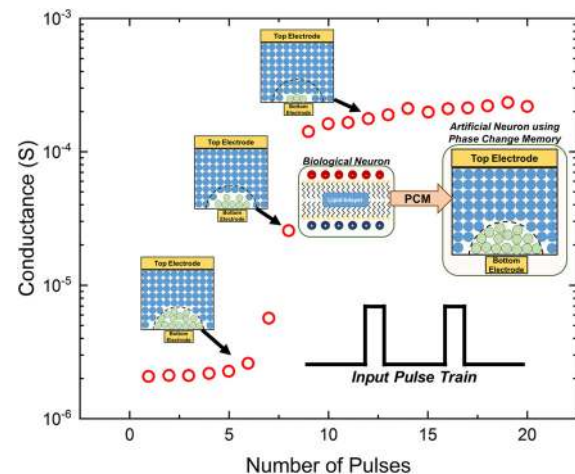 10⁻³
10⁻⁴
10⁻⁵
10⁻⁶
Conductance (S)
0
5
10
15
20
Number of Pulses
Top Electrode
Bottom
Electrode
Top Electrode
Bottom
Electrode
Top Electrode
Bottom
Electrode
Biological Neuron
Lipid bilayer
PCM
Artificial Neuron using
Phase Change Memory
Top Electrode
Bottom
Electrode
Input Pulse Train